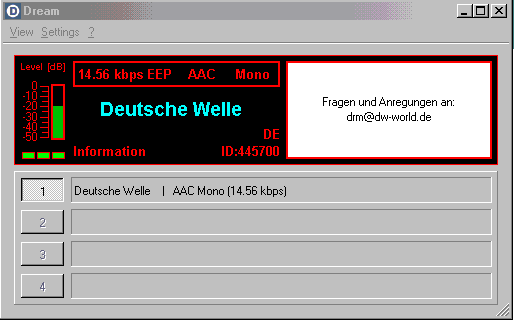 Dream
View Settings ?
Level [dB]
0
-10
-20
-30
-40
-50
14.56 kbps EEP AAC Mono
Deutsche Welle
DE
Information ID:445700
Fragen und Anregungen an:
drm@dw-world.de
1 Deutsche Welle | AAC Mono (14.56 kbps)
2
3
4